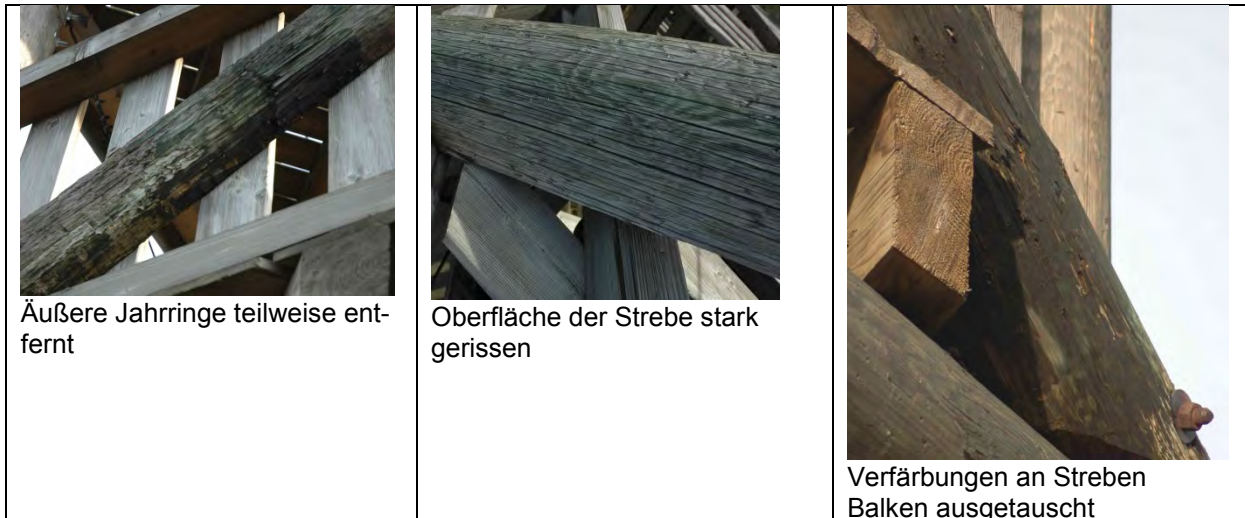 Äußere Jahrringe teilweise ent-
fernt
Oberfläche der Strebe stark
gerissen
Verfärbungen an Streben
Balken ausgetauscht